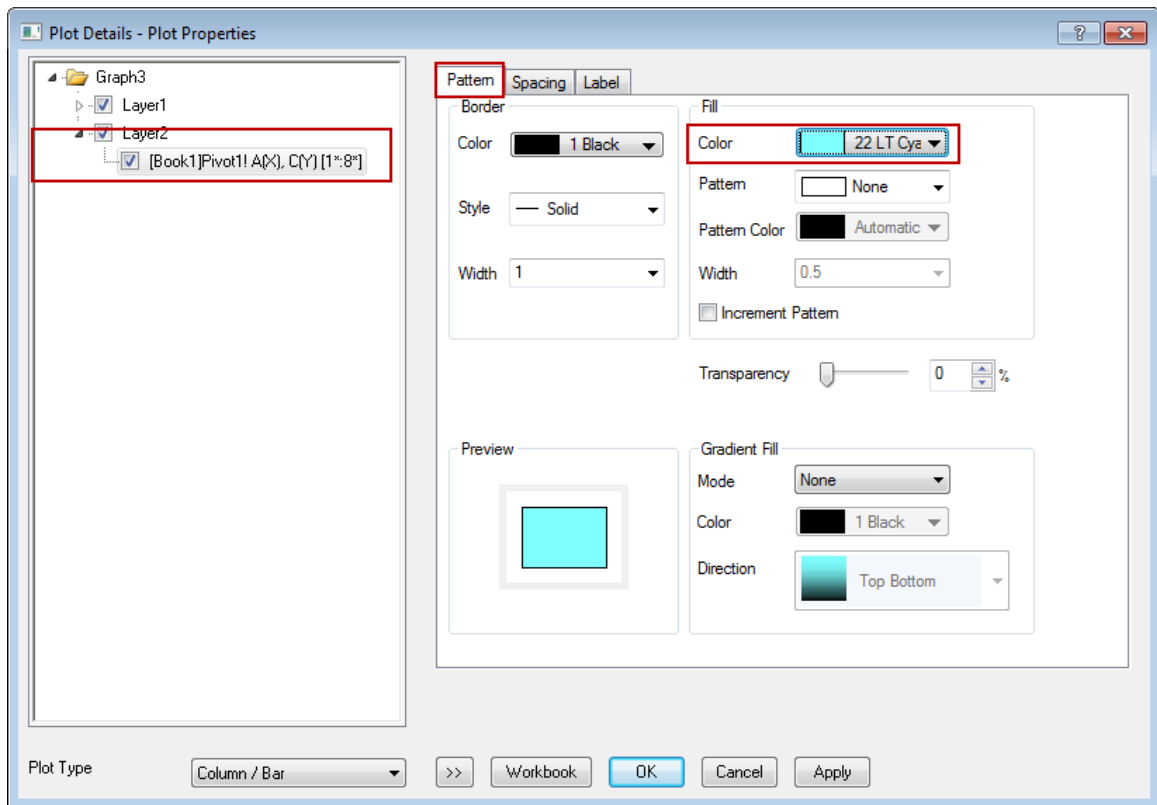 Plot Details - Plot Properties
Graph3
Layer1
Layer2
[Book1]Pivot1! A(X), C(Y) [1*:8*]
Pattern Spacing Label
Border
Color 1 Black
Style Solid
Width 1
Fill
Color 22 LT Cya
Pattern None
Pattern Color Automatic
Width 0.5
Increment Pattern
Transparency 0 %
Preview
Gradient Fill
Mode None
Color 1 Black
Direction Top Bottom
Plot Type Column / Bar >> Workbook OK Cancel Apply